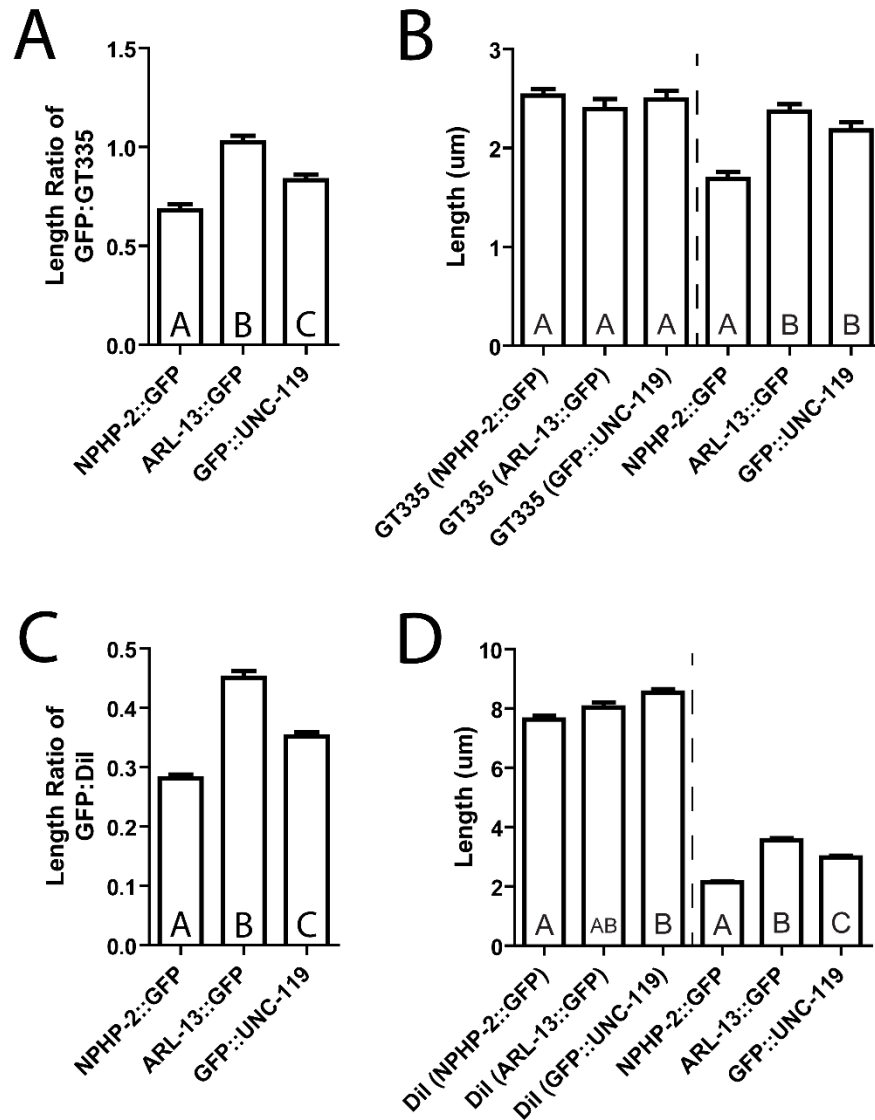 A
Length Ratio of
GFP:GT335
1.5
1.0
0.5
0.0
A
B
C
NPHP-2::GFP
ARL-13::GFP
GFP::UNC-119
B
Length (um)
3
2
1
0
A
A
A
A
B
B
GT335 (NPHP-2::GFP)
GT335 (ARL-13::GFP)
GT335 (GFP::UNC-119)
NPHP-2::GFP
ARL-13::GFP
GFP::UNC-119
C
Length Ratio of
GFP:DiI
0.5
0.4
0.3
0.2
0.1
0.0
A
B
C
NPHP-2::GFP
ARL-13::GFP
GFP::UNC-119
D
Length (um)
10
8
6
4
2
0
A
AB
B
A
B
C
DiI (NPHP-2::GFP)
DiI (ARL-13::GFP)
DiI (GFP::UNC-119)
NPHP-2::GFP
ARL-13::GFP
GFP::UNC-119